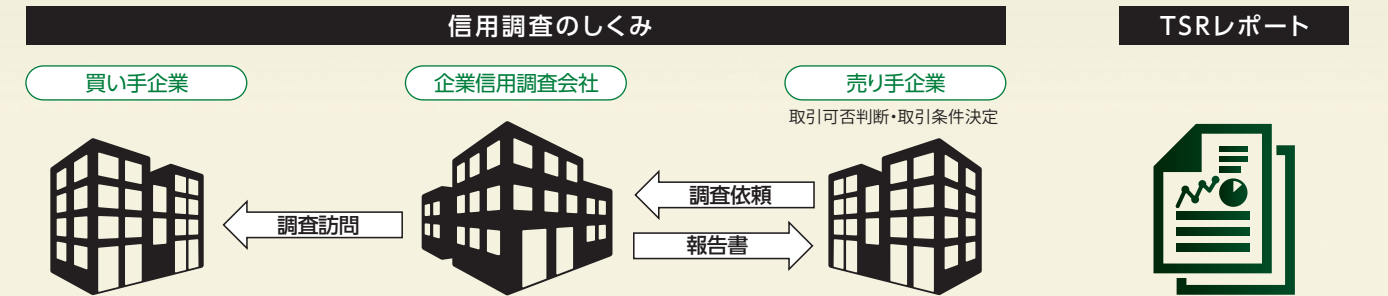 信用調査のしくみ
TSRレポート
買い手企業
企業信用調査会社
売り手企業
取引可否判断・取引条件決定
調査依頼
調査訪問
報告書